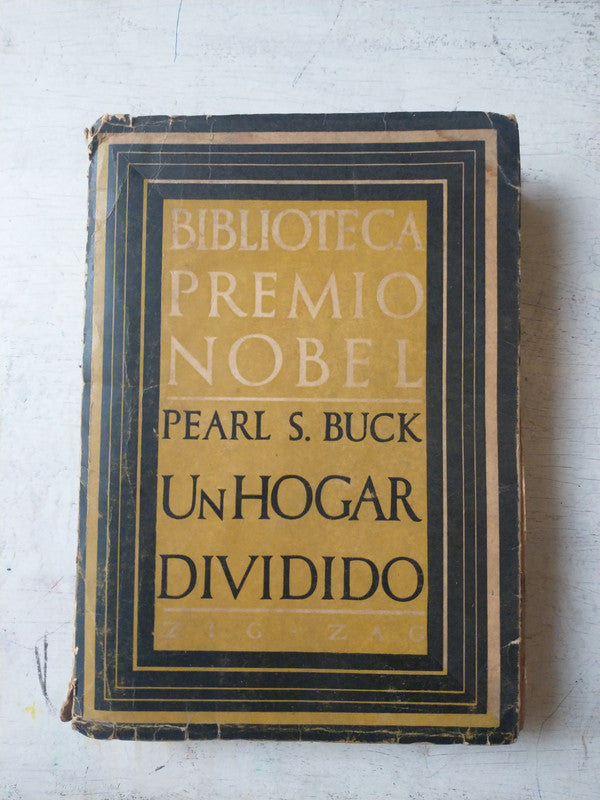 BIBLIOTECA
PREMIO
NOBEL
PEARL S. BUCK
UN HOGAR
DIVIDIDO
ZIG-ZAG